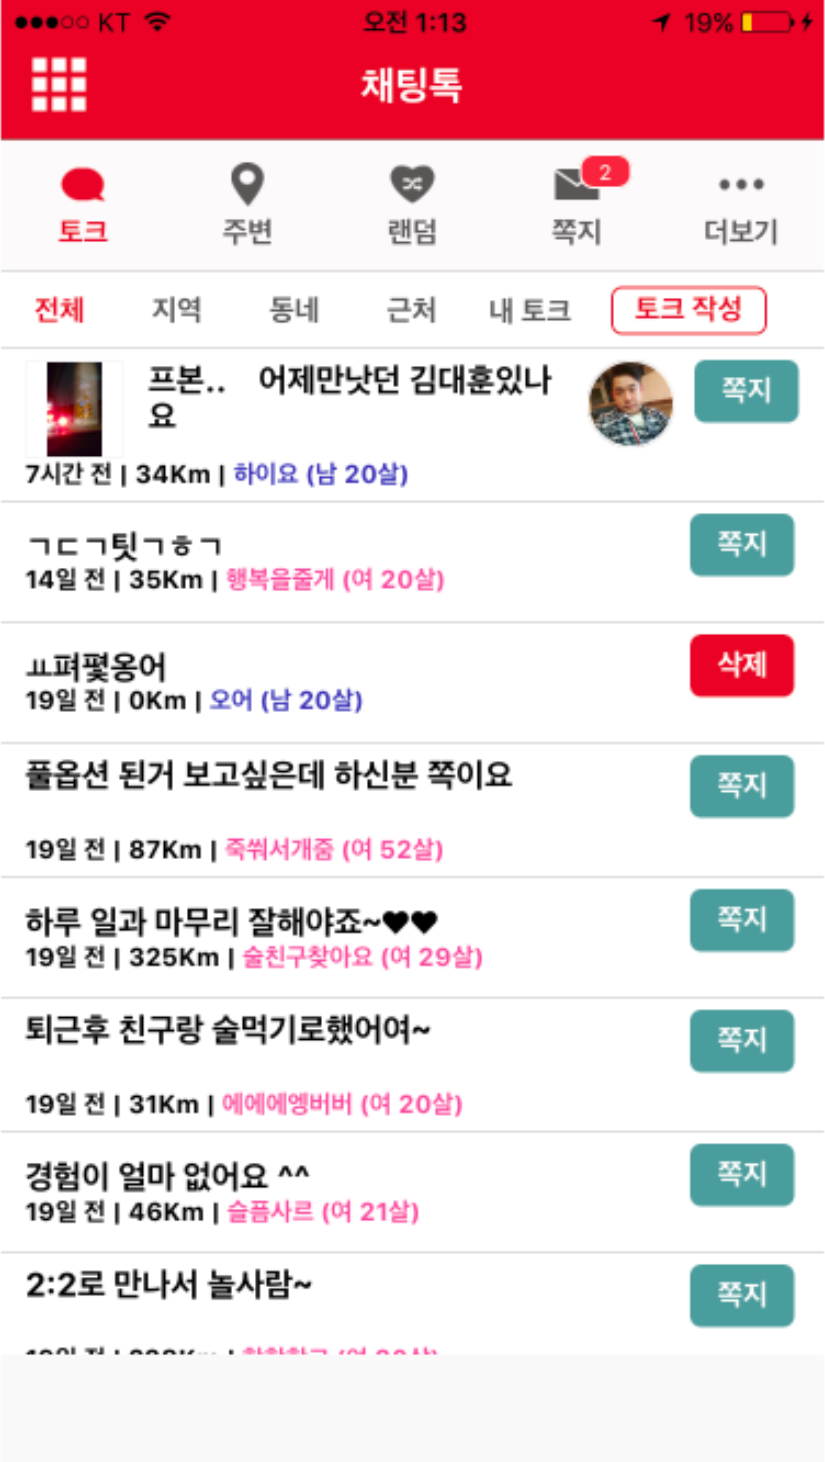 KT 오전 1:13 19%
채팅톡
2
토크 주변 랜덤 쪽지 더보기
전체 지역 동네 근처 내 토크 토크 작성
프본.. 어제만낫던 김대훈있나
요
쪽지
7시간 전 | 34Km | 하이요 (남 20살)
ㄱㄷㄱ팃ㄱㅎㄱ
쪽지
14일 전 | 35Km | 행복을줄게 (여 20살)
ㅛ펴몇옹어
삭제
19일 전 | 0Km | 오어 (남 20살)
풀옵션 된거 보고싶은데 하신분 쪽이요
쪽지
19일 전 | 87Km | 죽쒀서개줌 (여 52살)
하루 일과 마무리 잘해야죠~♥♥
쪽지
19일 전 | 325Km | 술친구찾아요 (여 29살)
퇴근후 친구랑 술먹기로했어여~
쪽지
19일 전 | 31Km | 에에에엥버버 (여 20살)
경험이 얼마 없어요 ^^
쪽지
19일 전 | 46Km | 슬픔사르 (여 21살)
2:2로 만나서 놀사람~
쪽지